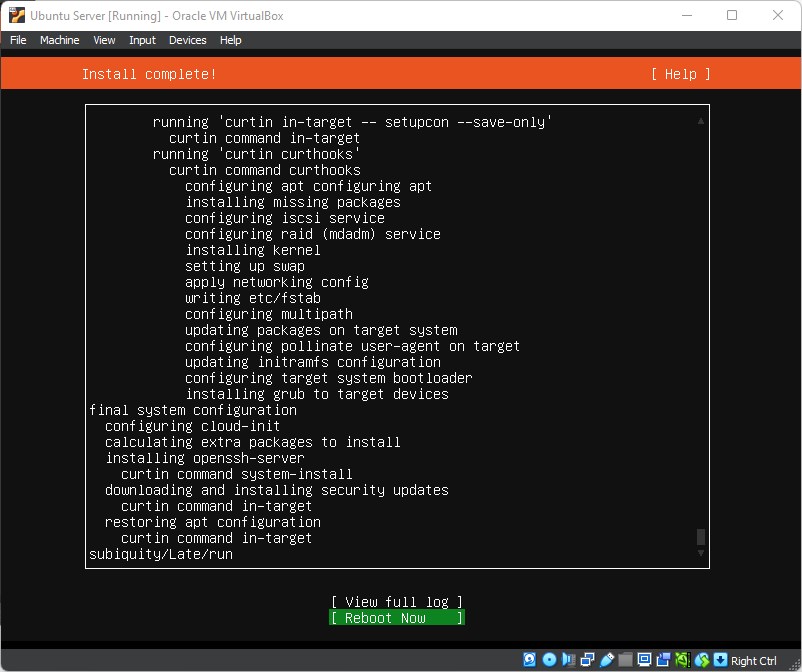 Ubuntu Server [Running] - Oracle VM VirtualBox
File Machine View Input Devices Help
Install complete! [ Help ]
running 'curtin in-target -- setupcon --save-only'
curtin command in-target
running 'curtin curthooks'
curtin command curthooks
configuring apt configuring apt
installing missing packages
configuring iscsi service
configuring raid (mdadm) service
installing kernel
setting up swap
apply networking config
writing etc/fstab
configuring multipath
updating packages on target system
configuring pollinate user-agent on target
updating initramfs configuration
configuring target system bootloader
installing grub to target devices
final system configuration
configuring cloud-init
calculating extra packages to install
installing openssh-server
curtin command system-install
downloading and installing security updates
curtin command in-target
restoring apt configuration
curtin command in-target
subiquity/Late/run
[ View full log ]
[ Reboot Now ]
Right Ctrl